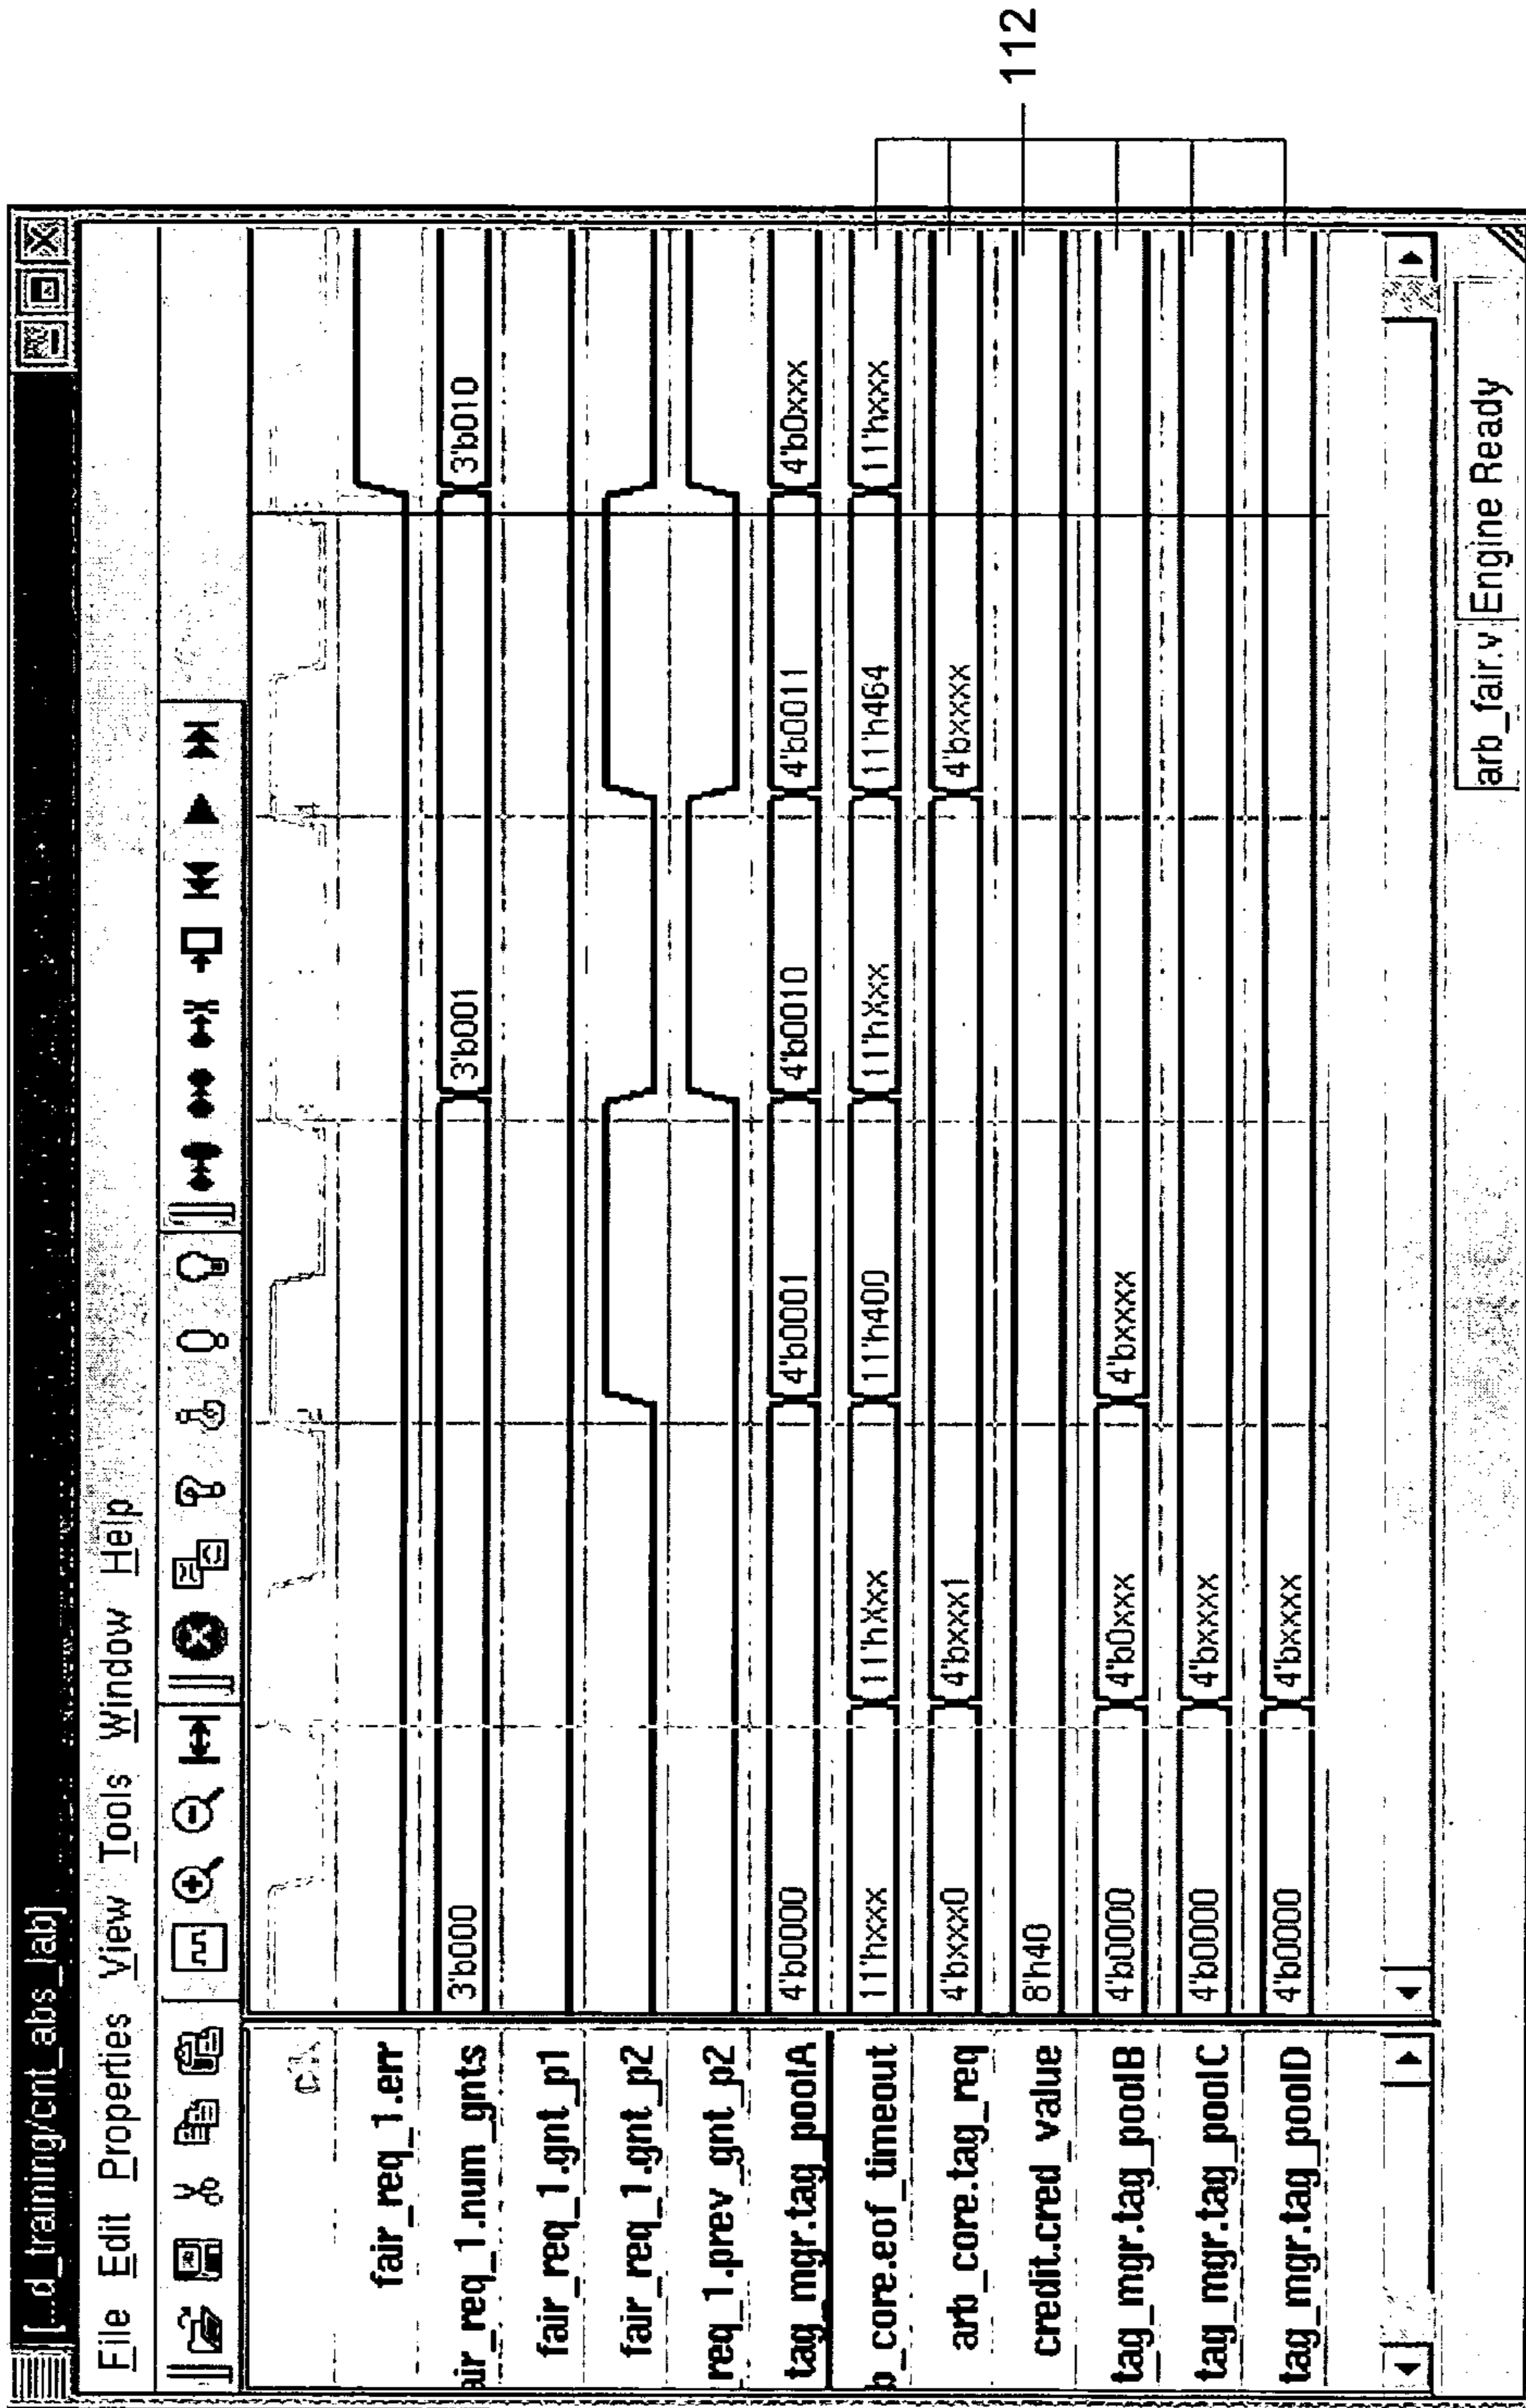 [...d_training/cnt_abs_lab]
File Edit Properties View Tools Window Help
clk
fair_req_1.err
air_req_1.num_gnts 3'b000 3'b001 3'b010
fair_req_1.gnt_p1
fair_req_1.gnt_p2
req_1.prev_gnt_p2
tag_mgr.tag_poolA 4'b0000 4'b0001 4'b0010 4'b0011 4'b0xxx
b_core.eof_timeout 11'hxxx 11'hXxx 11'h400 11'hXxx 11'h464 11'hxxx
arb_core.tag_req 4'bxxx0 4'bxxx1 4'bxxxx
credit.cred_value 8'h40
tag_mgr.tag_poolB 4'b0000 4'b0xxx 4'bxxxx
tag_mgr.tag_poolC 4'b0000 4'bxxxx
tag_mgr.tag_poolD 4'b0000 4'bxxxx
arb_fair.v Engine Ready
112